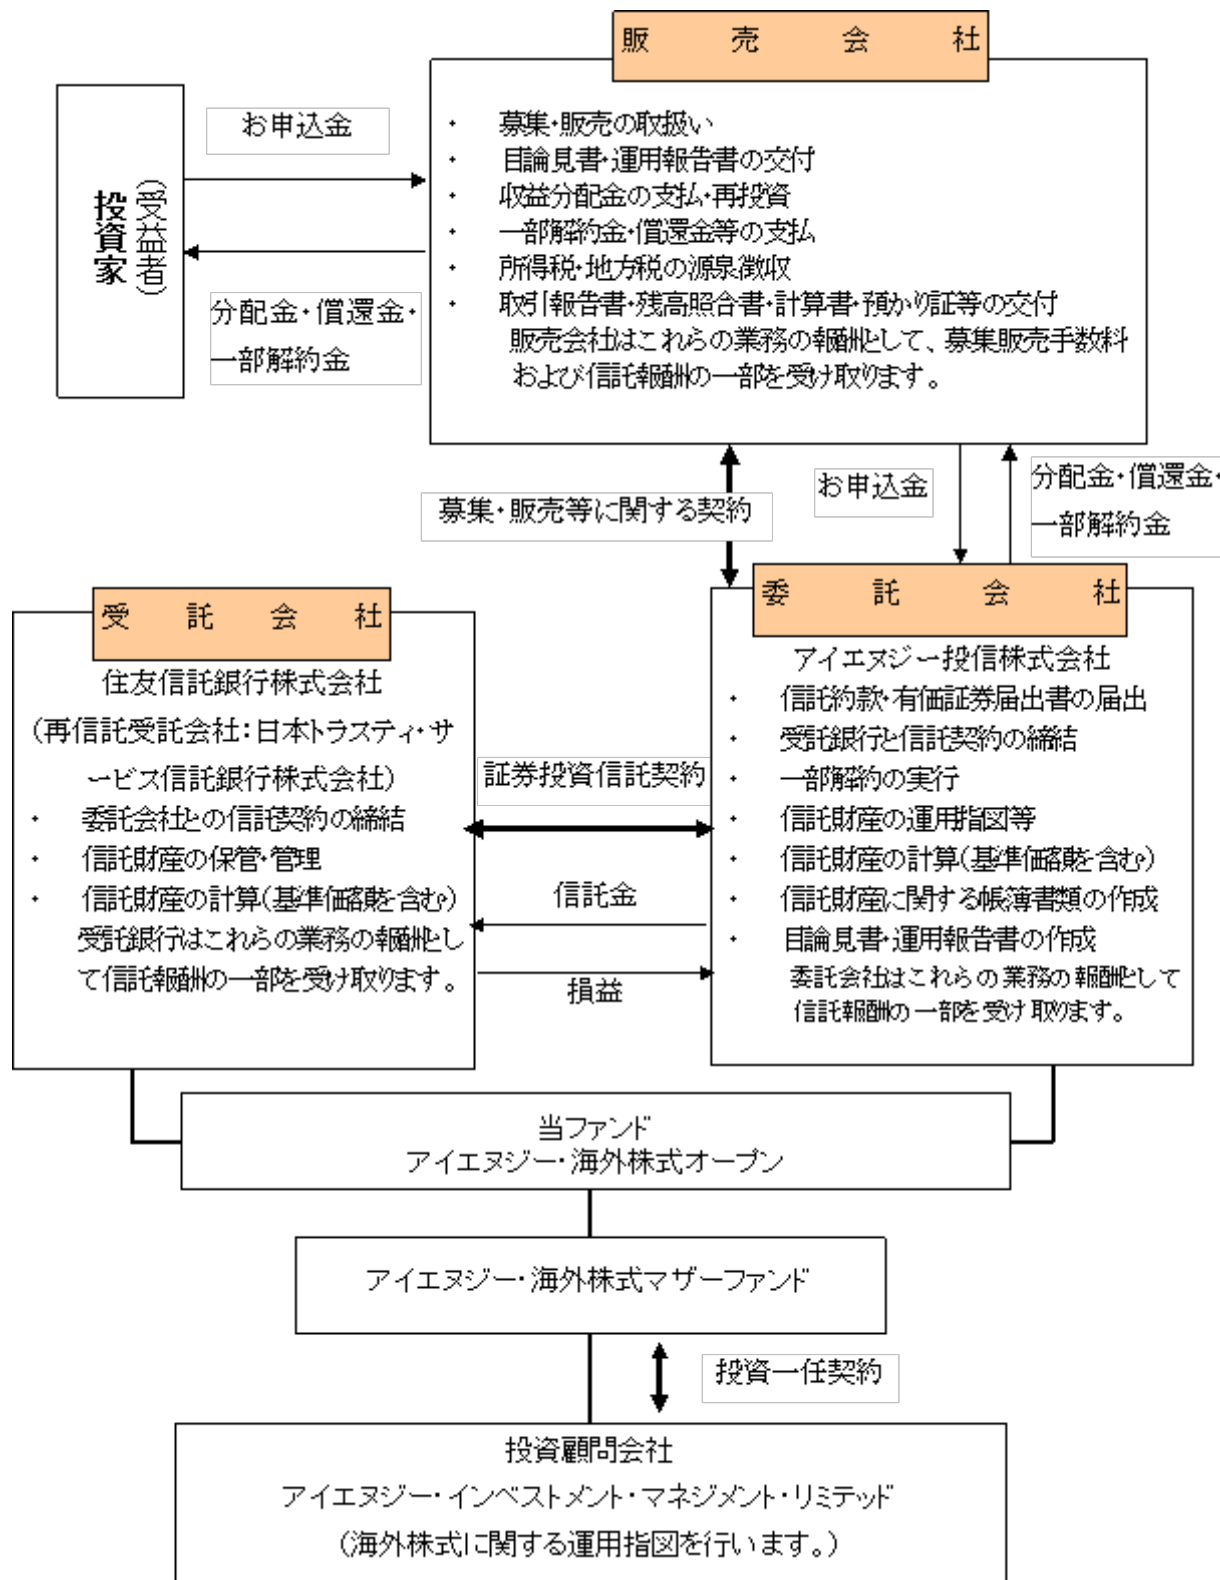 販売会社
お申込金
(受益者)
投資家
分配金・償還金・
一部解約金
・ 募集・販売の取扱い
・ 目論見書・運用報告書の交付
・ 収益分配金の支払・再投資
・ 一部解約金・償還金等の支払
・ 所得税・地方税の源泉徴収
・ 取引報告書・残高照合書・計算書・預かり証等の交付
販売会社はこれらの業務の報酬として、募集販売手数料
および信託報酬の一部を受け取ります。
募集・販売等に関する契約
お申込金
分配金・償還金・
一部解約金
受託会社
住友信託銀行株式会社
(再信託受託会社:日本トラスティ・サ
ービス信託銀行株式会社)
・ 委託会社との信託契約の締結
・ 信託財産の保管・管理
・ 信託財産の計算(基準価額を含む)
受託銀行はこれらの業務の報酬とし
て信託報酬の一部を受け取ります。
証券投資信託契約
信託金
損益
委託会社
アイエヌジー投信株式会社
・ 信託約款・有価証券届出書の届出
・ 受託銀行と信託契約の締結
・ 一部解約の実行
・ 信託財産の運用指図等
・ 信託財産の計算(基準価額を含む)
・ 信託財産に関する帳簿書類の作成
・ 目論見書・運用報告書の作成
委託会社はこれらの業務の報酬として
信託報酬の一部を受け取ります。
当ファンド
アイエヌジー・海外株式オープン
アイエヌジー・海外株式マザーファンド
投資一任契約
投資顧問会社
アイエヌジー・インベストメント・マネジメント・リミテッド
(海外株式に関する運用指図を行います。)